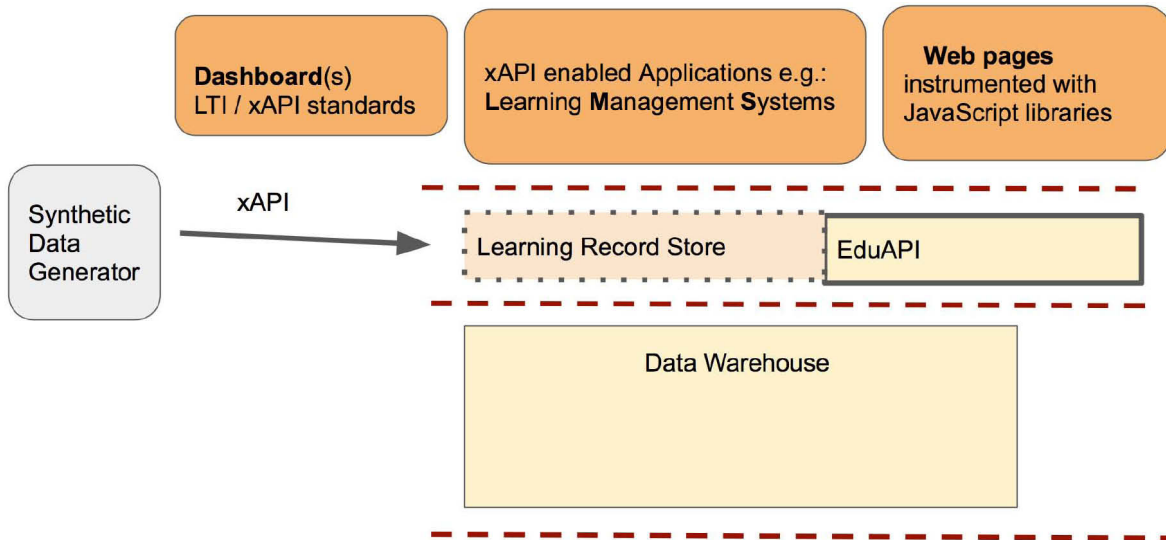 Dashboard(s)
LTI / xAPI standards
xAPI enabled Applications e.g.:
Learning Management Systems
Web pages
instrumented with
JavaScript libraries
Synthetic
Data
Generator
xAPI
Learning Record Store
EduAPI
Data Warehouse